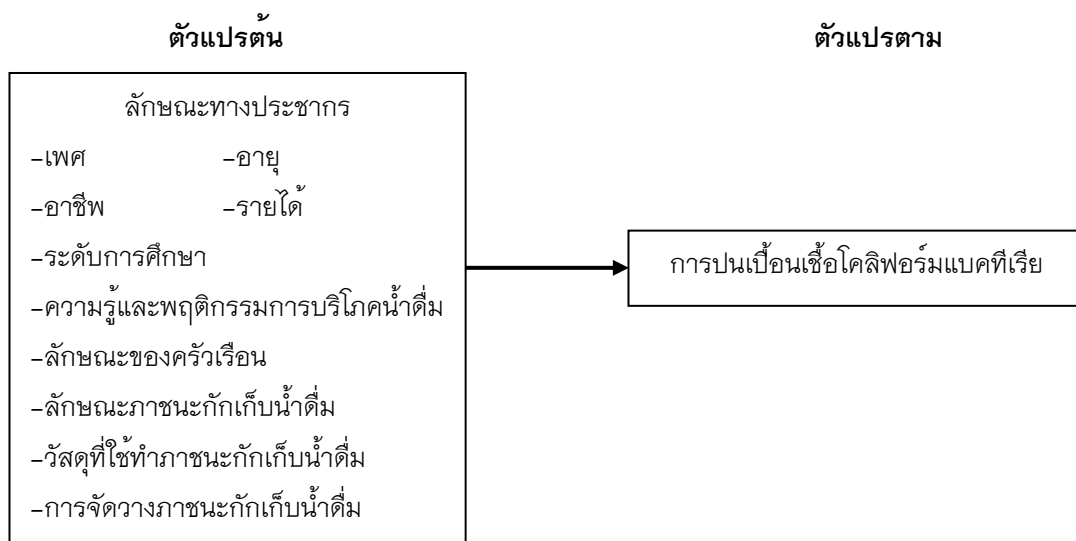 ตัวแปรต้น ตัวแปรตาม
ลักษณะทางประชากร
-เพศ -อายุ
-อาชีพ -รายได้
-ระดับการศึกษา
-ความรู้และพฤติกรรมการบริโภคน้ำดื่ม
-ลักษณะของครัวเรือน
-ลักษณะภาชนะกักเก็บน้ำดื่ม
-วัสดุที่ใช้ทำภาชนะกักเก็บน้ำดื่ม
-การจัดวางภาชนะกักเก็บน้ำดื่ม
การปนเปื้อนเชื้อโคลิฟอร์มแบคทีเรีย